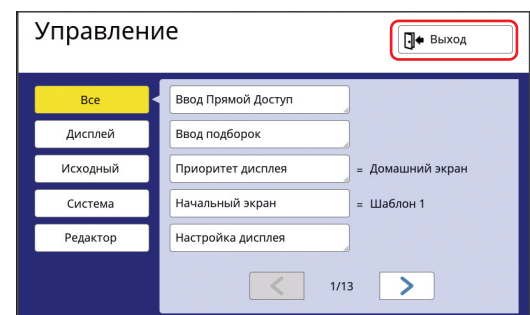 Управление
Выход
Все
Ввод Прямой Доступ
Дисплей
Ввод подборок
Исходный
Приоритет дисплея = Домашний экран
Система
Начальный экран = Шаблон 1
Редактор
Настройка дисплея
1/13